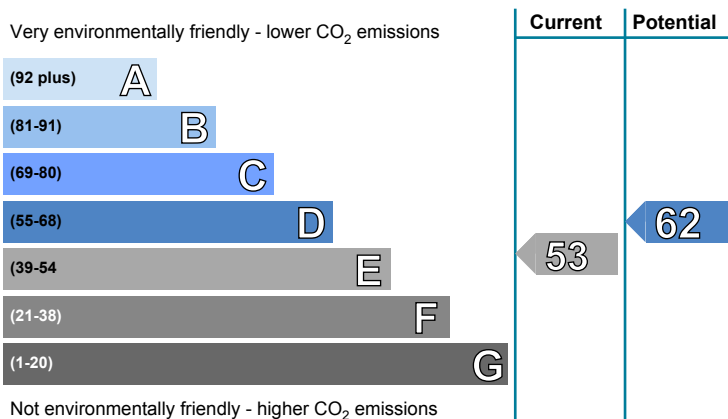 Very environmentally friendly - lower CO2 emissions
Current
Potential
(92 plus) A
(81-91) B
(69-80) C
(55-68) D
62
(39-54 E
53
(21-38) F
(1-20) G
Not environmentally friendly - higher CO2 emissions